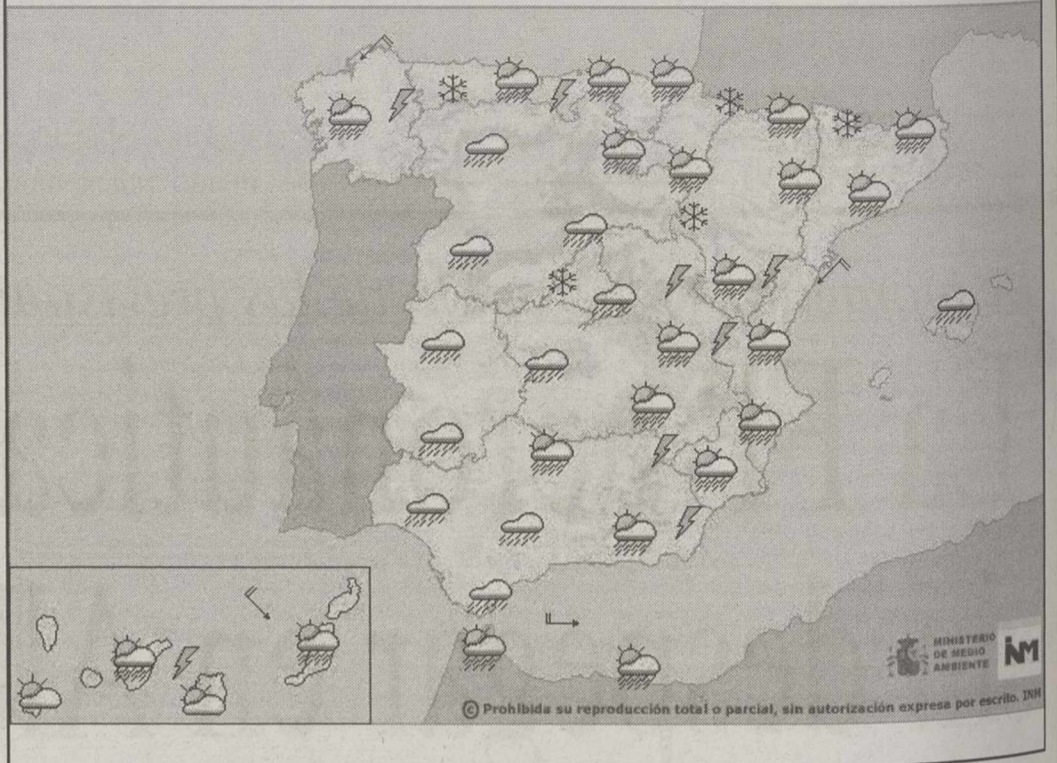 MINISTERIO
DE MEDIO
AMBIENTE
INM
© Prohibida su reproducción total o parcial, sin autorización expresa por escrito. INM